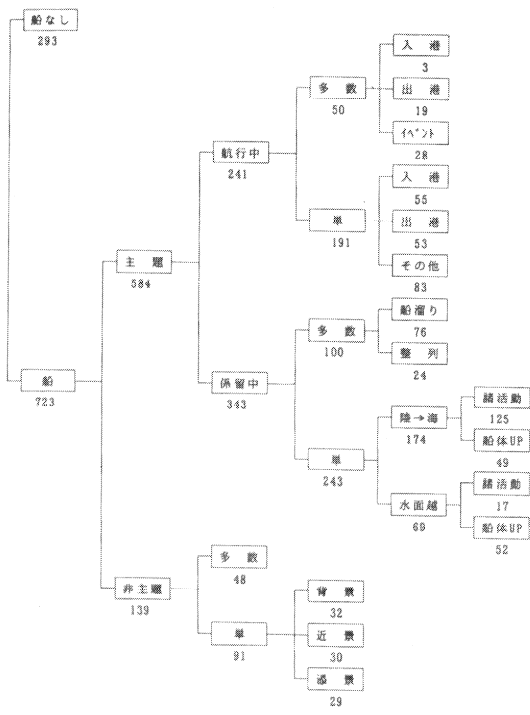 船なし
293
入 港
3
多 数
50
出 港
19
イベント
28
航行中
241
入 港
55
単
191
出 港
53
その他
83
主 題
584
船溜り
76
多 数
100
整 列
24
船
723
係留中
343
諸活動
125
陸→海
174
船体UP
49
単
243
諸活動
17
水面越
69
船体UP
52
多 数
48
非主題
139
背 景
32
単
91
近 景
30
添 景
29